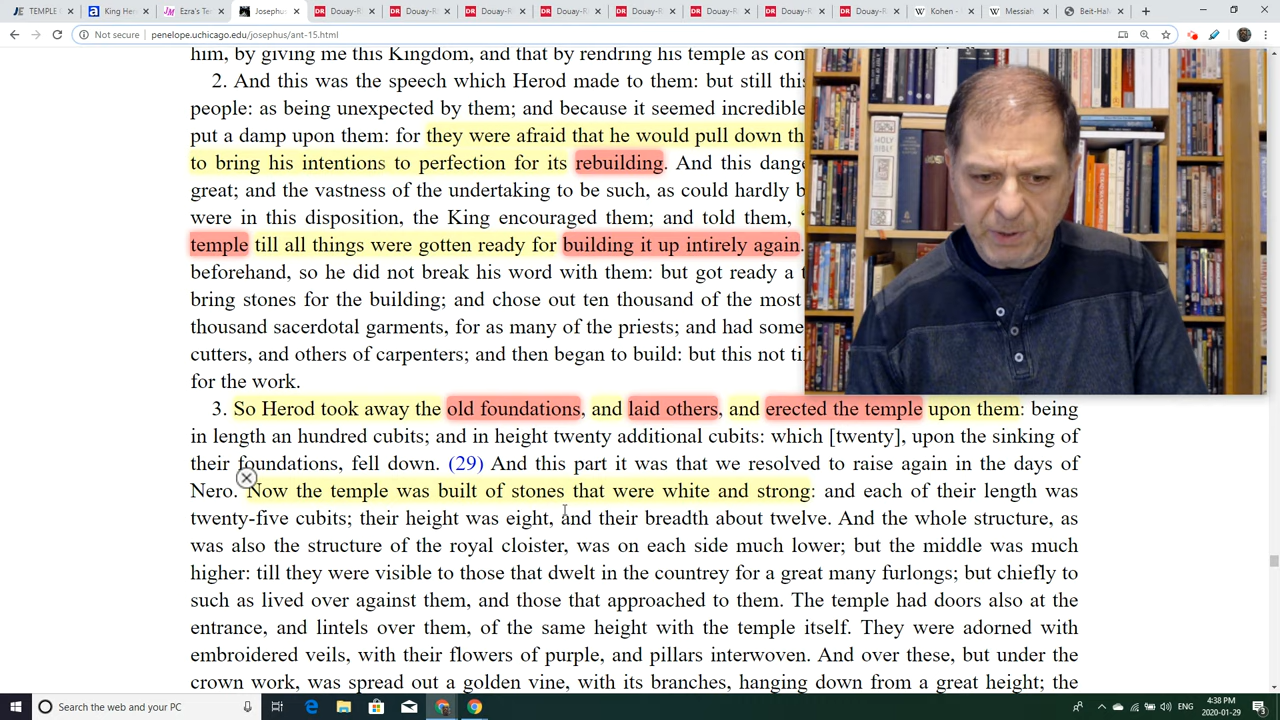 TEMPLE
King Her
Ezra's Te
Josephus
Douay-R
Douay-R
Douay-R
Douay-R
Douay-R
Douay-R
Douay-R
Douay-R
Kohen -
Messiah
Beit-HaM
Not secure | penelope.uchicago.edu/josephus/ant-15.html
him, by giving me this Kingdom, and that by rendring his temple as
2. And this was the speech which Herod made to them: but still this
people: as being unexpected by them; and because it seemed incredible
put a damp upon them: for they were afraid that he would pull down
to bring his intentions to perfection for its rebuilding. And this
great; and the vastness of the undertaking to be such, as could hardly
were in this disposition, the King encouraged them; and told them, “
temple till all things were gotten ready for building it up intirely again.
beforehand, so he did not break his word with them: but got ready a
bring stones for the building; and chose out ten thousand of the most
thousand sacerdotal garments, for as many of the priests; and had some
cutters, and others of carpenters; and then began to build: but this not
for the work.
3. So Herod took away the old foundations, and laid others, and erected the temple upon them: being
in length an hundred cubits; and in height twenty additional cubits: which [twenty], upon the sinking of
their foundations, fell down. (29) And this part it was that we resolved to raise again in the days of
Nero. Now the temple was built of stones that were white and strong: and each of their length was
twenty-five cubits; their height was eight, and their breadth about twelve. And the whole structure, as
was also the structure of the royal cloister, was on each side much lower; but the middle was much
higher: till they were visible to those that dwelt in the countrey for a great many furlongs; but chiefly to
such as lived over against them, and those that approached to them. The temple had doors also at the
entrance, and lintels over them, of the same height with the temple itself. They were adorned with
embroidered veils, with their flowers of purple, and pillars interwoven. And over these, but under the
crown work, was spread out a golden vine, with its branches, hanging down from a great height; the
HOLY BIBLE
Search the web and your PC
ENG
4:38 PM
2020-01-29
3